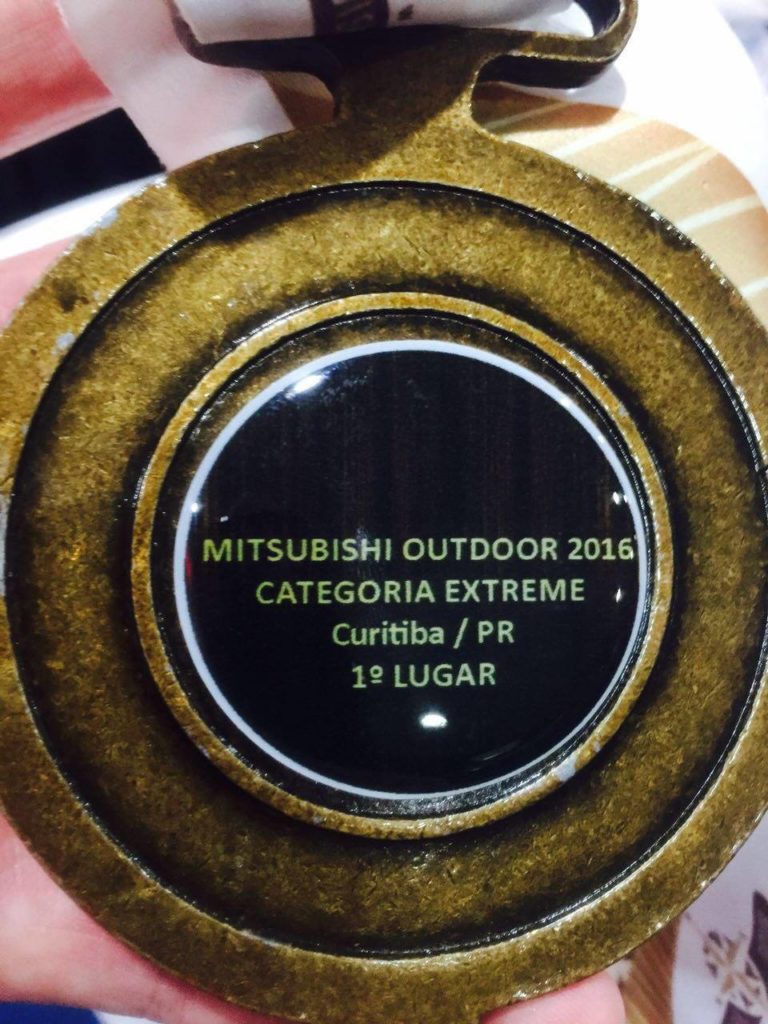 MITSUBISHI OUTDOOR 2016
CATEGORIA EXTREME
Curitiba / PR
1º LUGAR